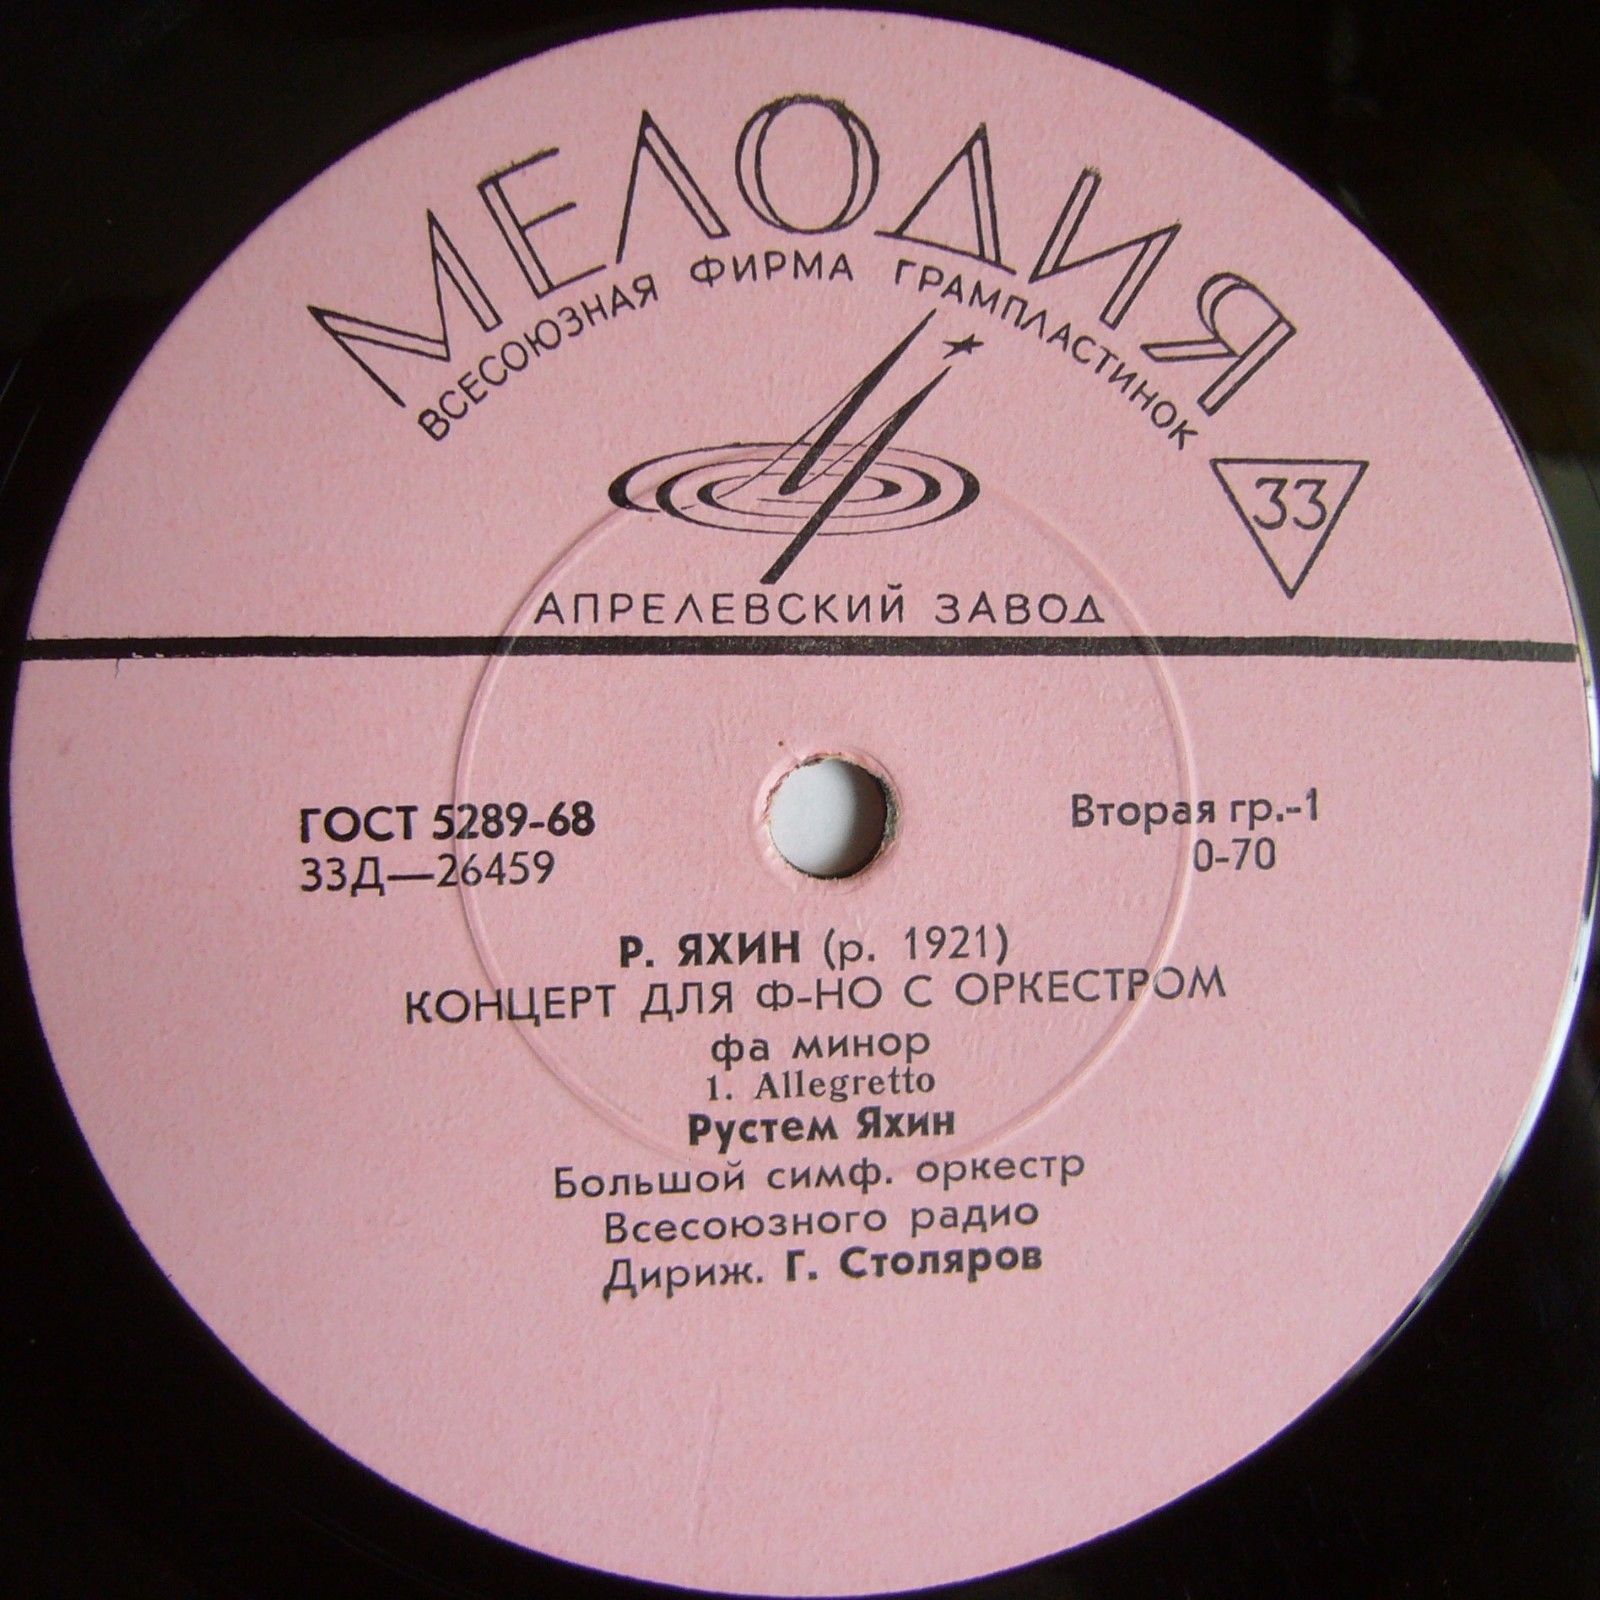 МЕЛОДИЯ
ВСЕСОЮЗНАЯ ФИРМА ГРАМПЛАСТИНОК
33
АПРЕЛЕВСКИЙ ЗАВОД
ГОСТ 5289-68
33Д—26459
Вторая гр.-1
0-70
Р. ЯХИН (р. 1921)
КОНЦЕРТ ДЛЯ Ф-НО С ОРКЕСТРОМ
фа минор
1. Allegretto
Рустем Яхин
Большой симф. оркестр
Всесоюзного радио
Дириж. Г. Столяров